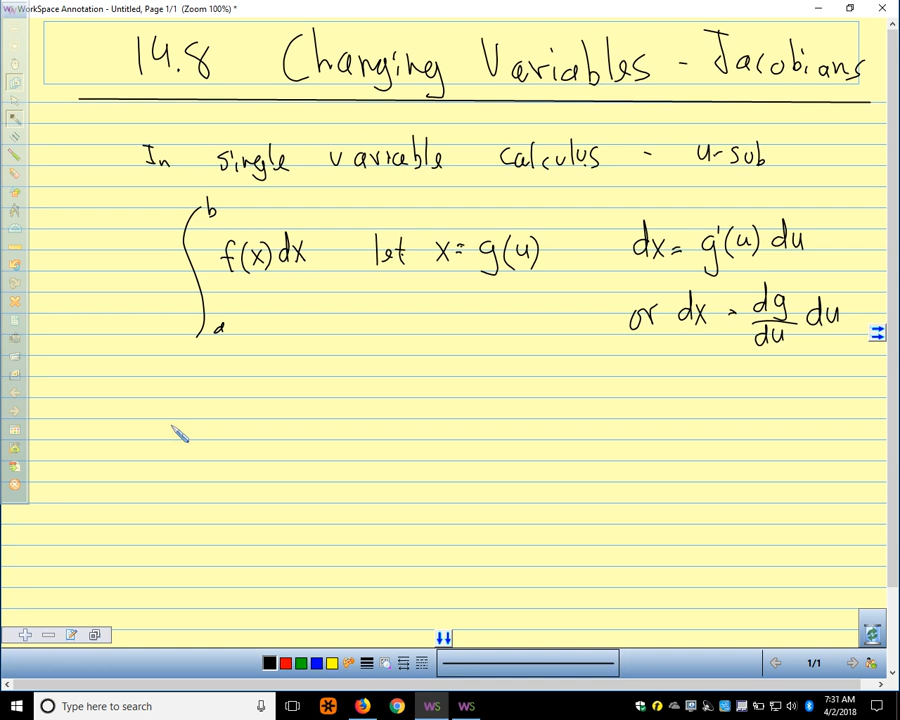 WorkSpace Annotation - Untitled, Page 1/1 (Zoom 100%) *
14.8 Changing Variables - Jacobians
In single variable calculus - u-sub
∫_a^b f(x)dx let x = g(u) dx = g'(u) du
or dx = dg/du du
1/1
Type here to search
WS WS
7:31 AM
4/2/2018